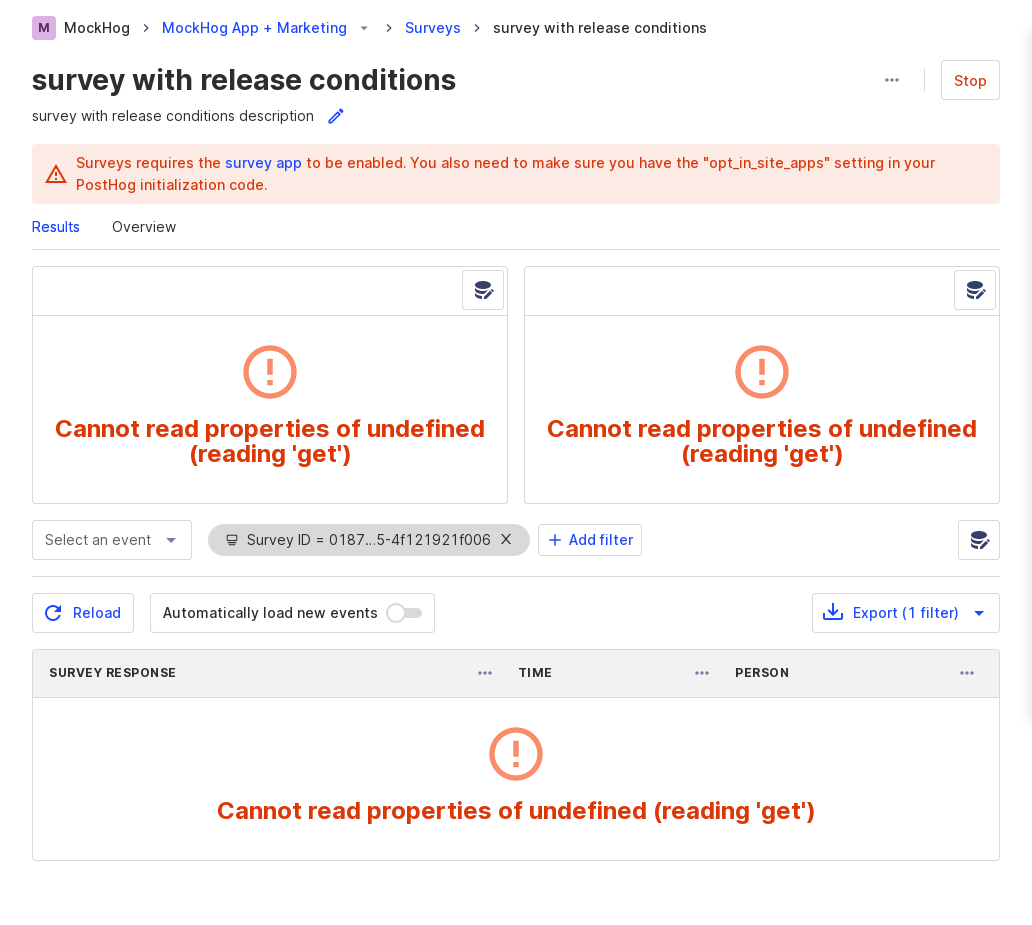 M MockHog MockHog App + Marketing Surveys survey with release conditions
survey with release conditions
Stop
survey with release conditions description
Surveys requires the survey app to be enabled. You also need to make sure you have the "opt_in_site_apps" setting in your
PostHog initialization code.
Results Overview
Cannot read properties of undefined
(reading 'get')
Cannot read properties of undefined
(reading 'get')
Select an event Survey ID = 0187...5-4f121921f006 Add filter
Reload Automatically load new events Export (1 filter)
SURVEY RESPONSE TIME PERSON
Cannot read properties of undefined (reading 'get')